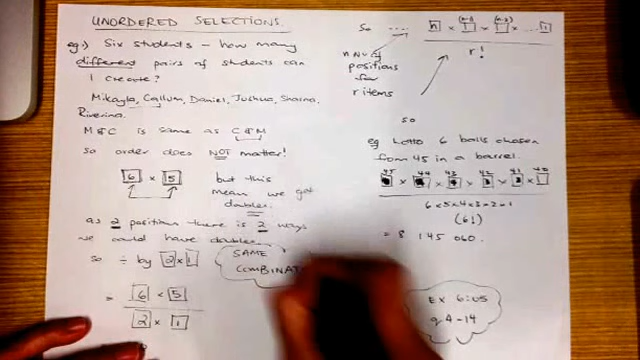 UNORDERED SELECTIONS.
eg:) Six students - how many
different pairs of students can
I create?
Mikayla, Callum, Daniel, Joshua, Sharna,
Riverina.
M&C is same as C&M
so order does NOT matter!
6 × 5
but this
mean we get
doubles.
as 2 positions there is 2 ways
we could have doubles
so ÷ by 2×1
SAME
COMBINAT
= 6 × 5
2 × 1
so ....
n × (n-1) × (n-2) × ... 1
r!
positions
for
r items
so
eg Lotto 6 balls chosen
from 45 in a barrel.
45 × 44 × 43 × 42 × 41 × 40
6×5×4×3×2×1
(6!)
= 8 145 060.
EX 6:05
q 4-14